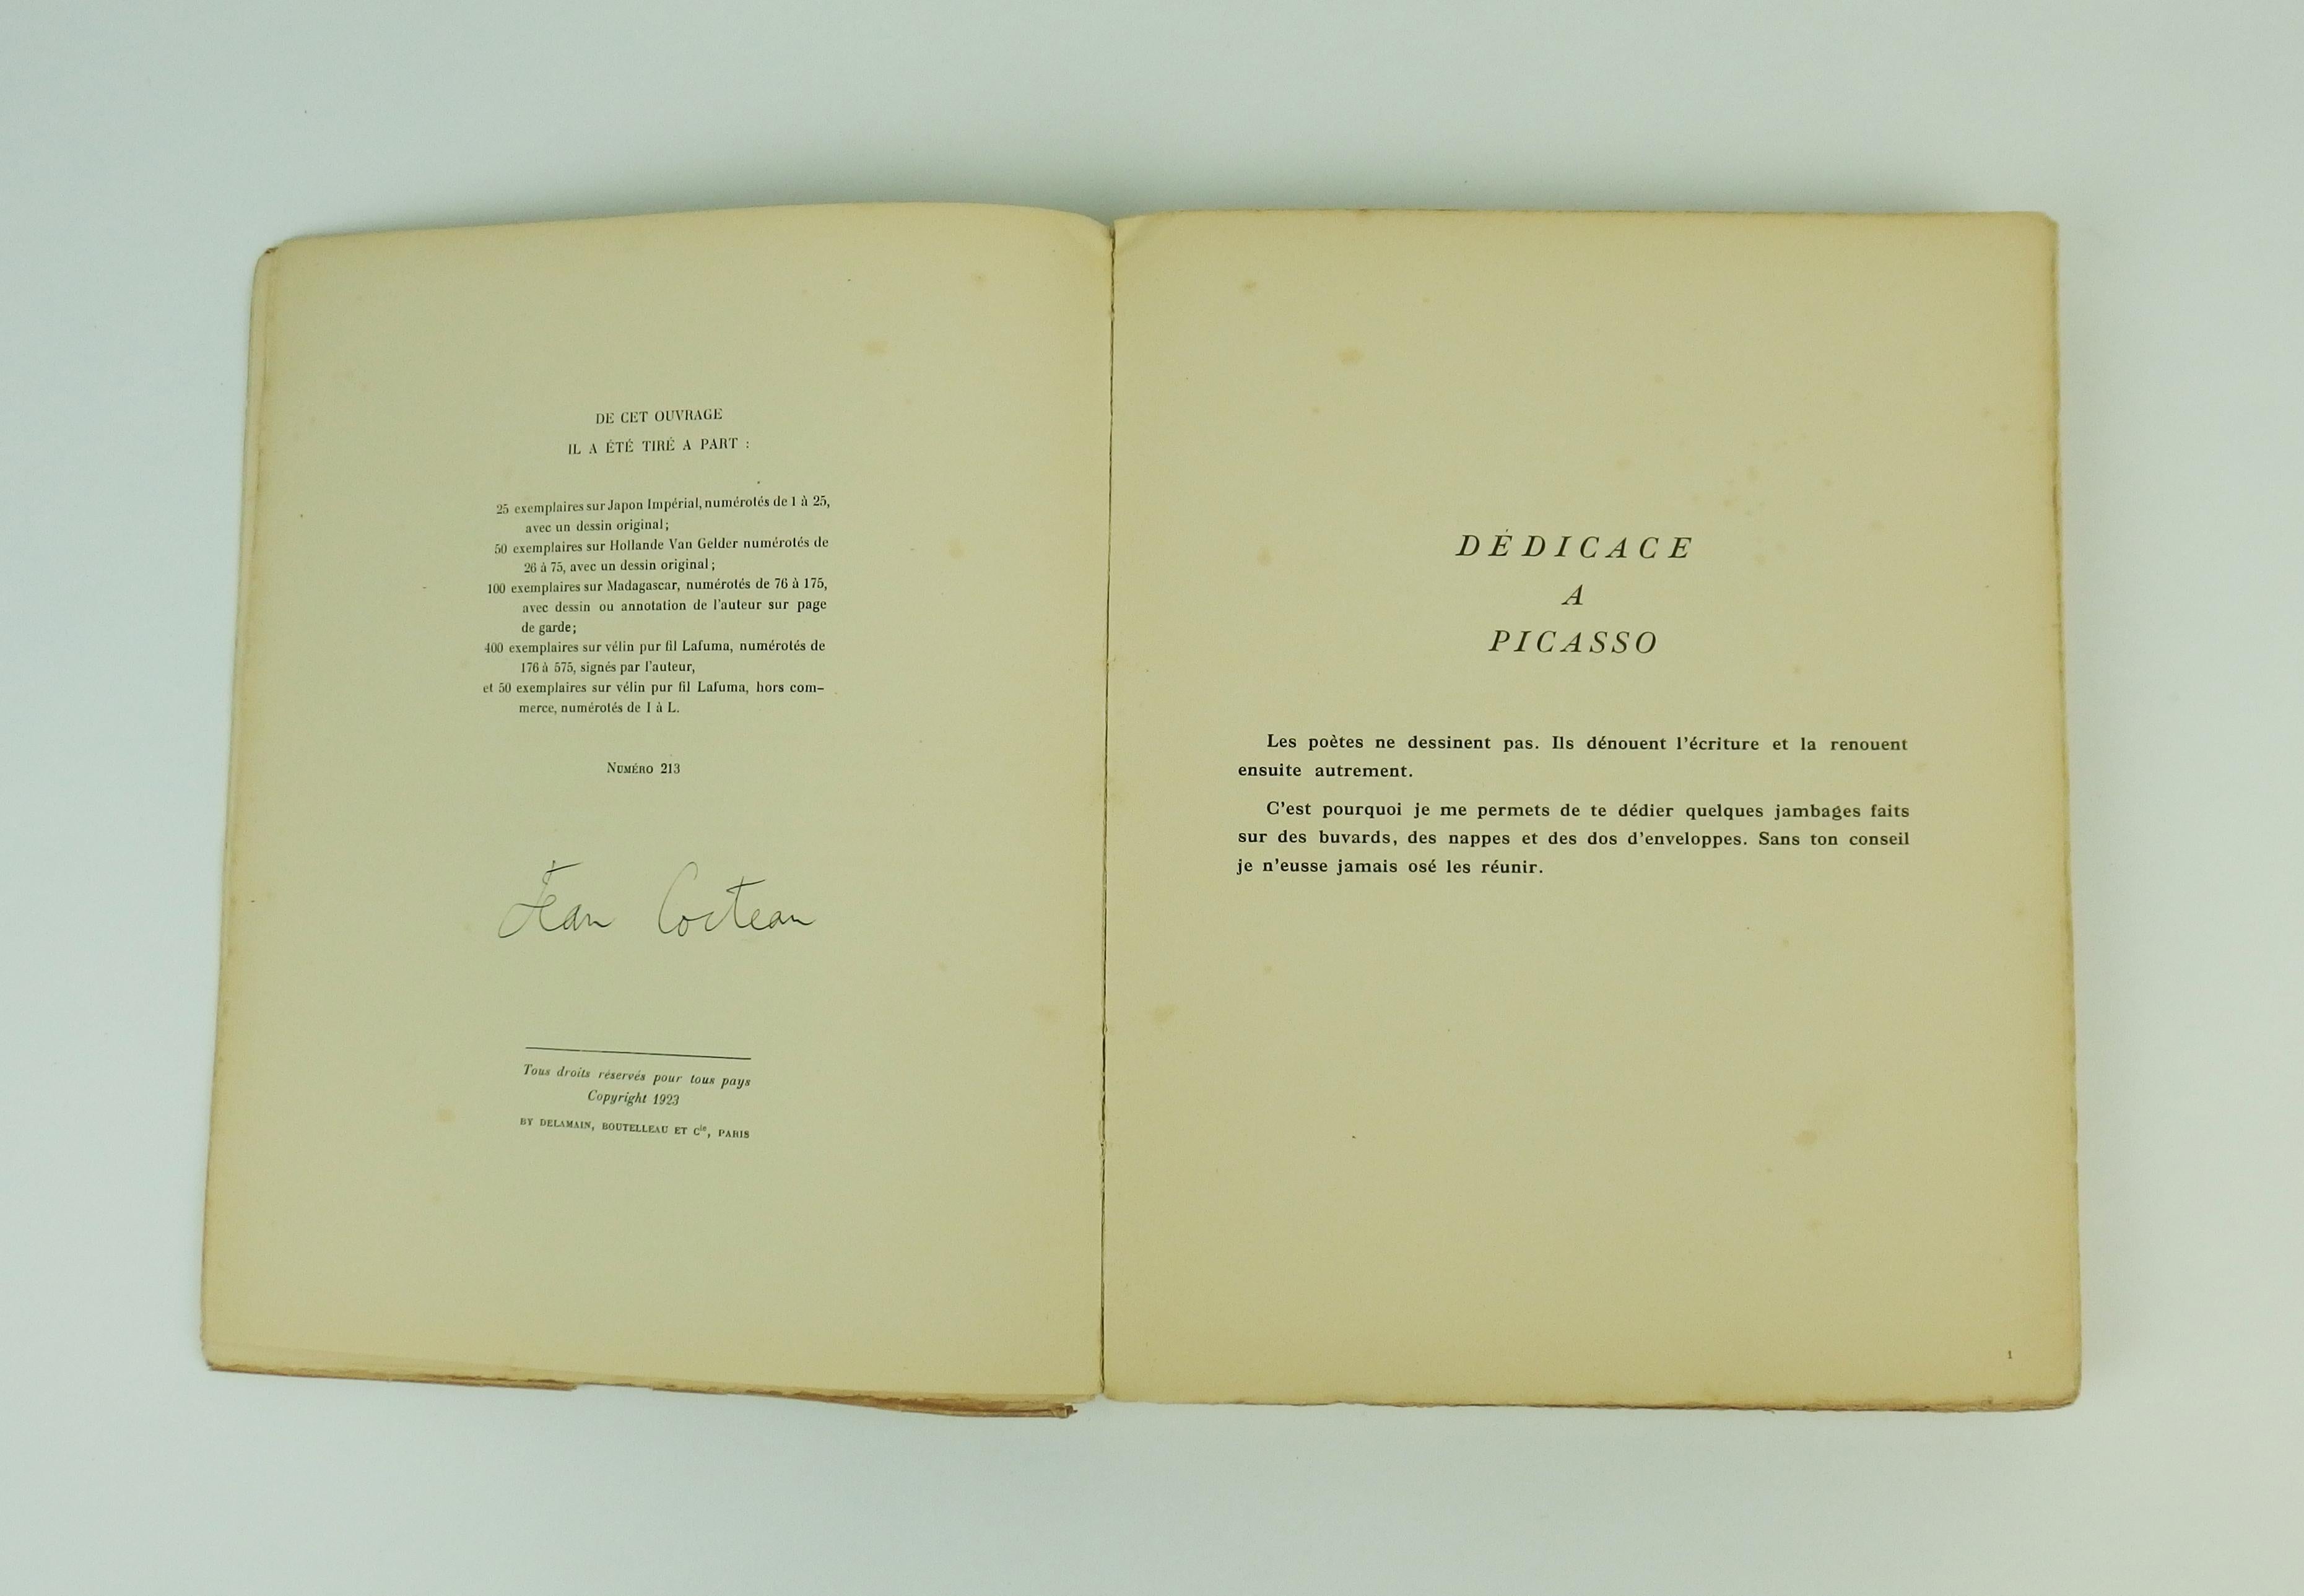 DE CET OUVRAGE
IL A ÉTÉ TIRÉ A PART :
25 exemplaires sur Japon Impérial, numérotés de 1 à 25,
avec un dessin original;
50 exemplaires sur Hollande Van Gelder numérotés de
26 à 75, avec un dessin original;
100 exemplaires sur Madagascar, numérotés de 76 à 175,
avec dessin ou annotation de l'auteur sur page
de garde;
400 exemplaires sur vélin pur fil Lafuma, numérotés de
176 à 575, signés par l'auteur,
et 50 exemplaires sur vélin pur fil Lafuma, hors com-
merce, numérotés de I à L.
NUMÉRO 213
Jean Cocteau
Tous droits réservés pour tous pays
Copyright 1923
BY DELAMAIN, BOUTELLEAU ET Cie, PARIS
DÉDICACE
A
PICASSO
Les poètes ne dessinent pas. Ils dénouent l'écriture et la renouent
ensuite autrement.
C'est pourquoi je me permets de te dédier quelques jambages faits
sur des buvards, des nappes et des dos d'enveloppes. Sans ton conseil
je n'eusse jamais osé les réunir.
1